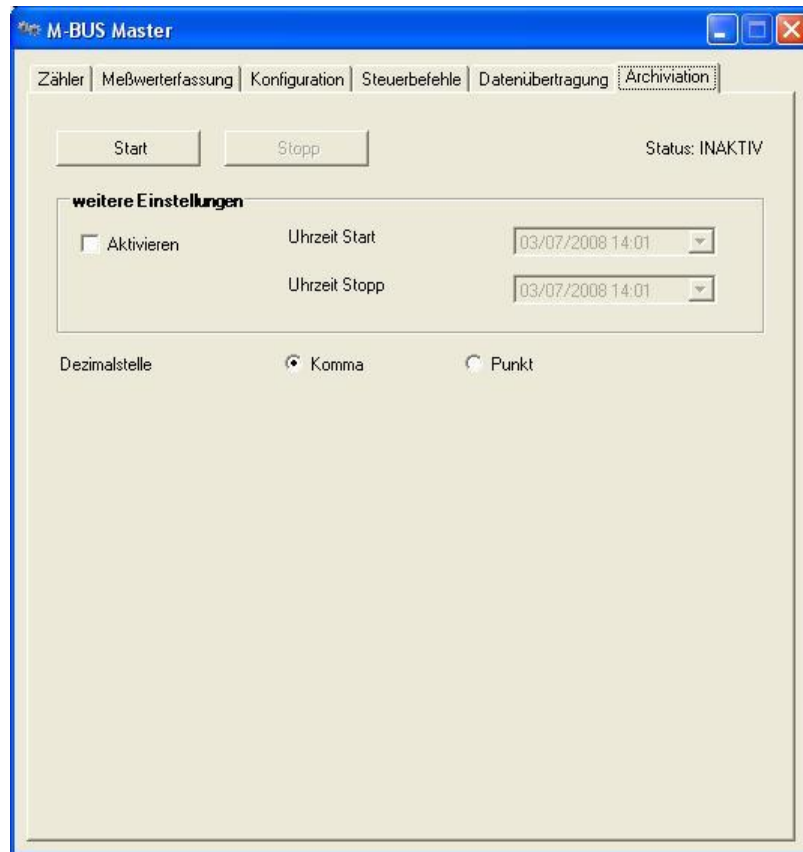 M-BUS Master
Zähler Meßwerterfassung Konfiguration Steuerbefehle Datenübertragung Archiviation
Start Stopp Status: INAKTIV
weitere Einstellungen
Aktivieren Uhrzeit Start 03/07/2008 14:01
Uhrzeit Stopp 03/07/2008 14:01
Dezimalstelle Komma Punkt